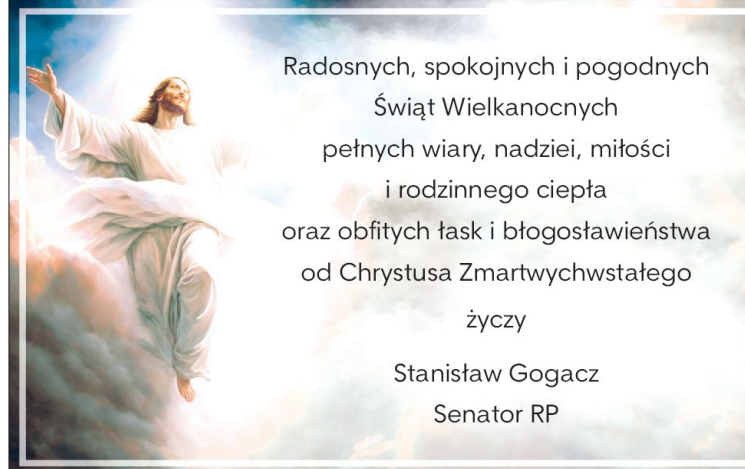 Radosnych, spokojnych i pogodnych
Świąt Wielkanocnych
pełnych wiary, nadziei, miłości
i rodzinnego ciepła
oraz obfitych łask i błogosławieństwa
od Chrystusa Zmartwychwstałego
życzy
Stanisław Gogacz
Senator RP